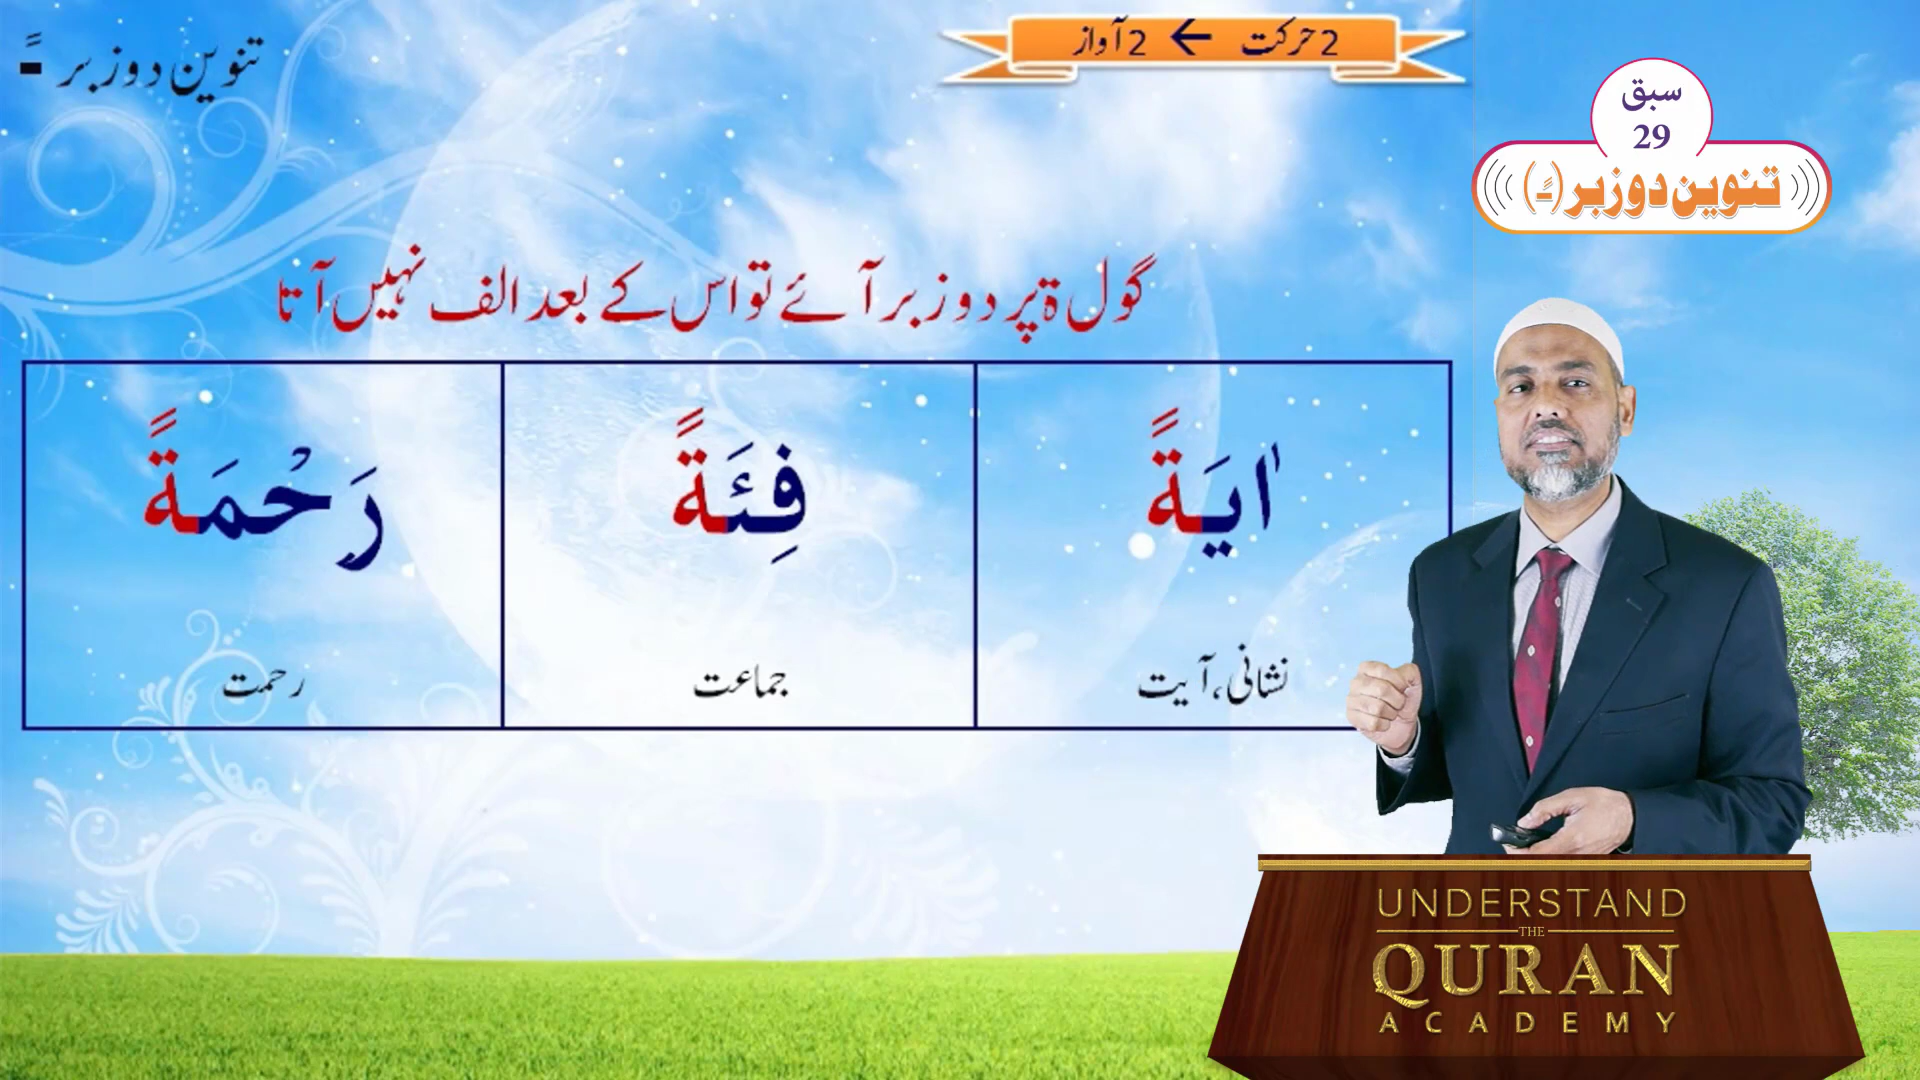 تنوین دو زبر ـً
2 حرکت ← 2 آواز
سبق
29
تنوین دو زبر (ـً)
گول ۃ پر دو زبر آئے تو اس کے بعد الف نہیں آتا
اٰیَةً
فِئَةً
رَحْمَةً
نشانی، آیت
جماعت
رحمت
UNDERSTAND
THE
QURAN
ACADEMY